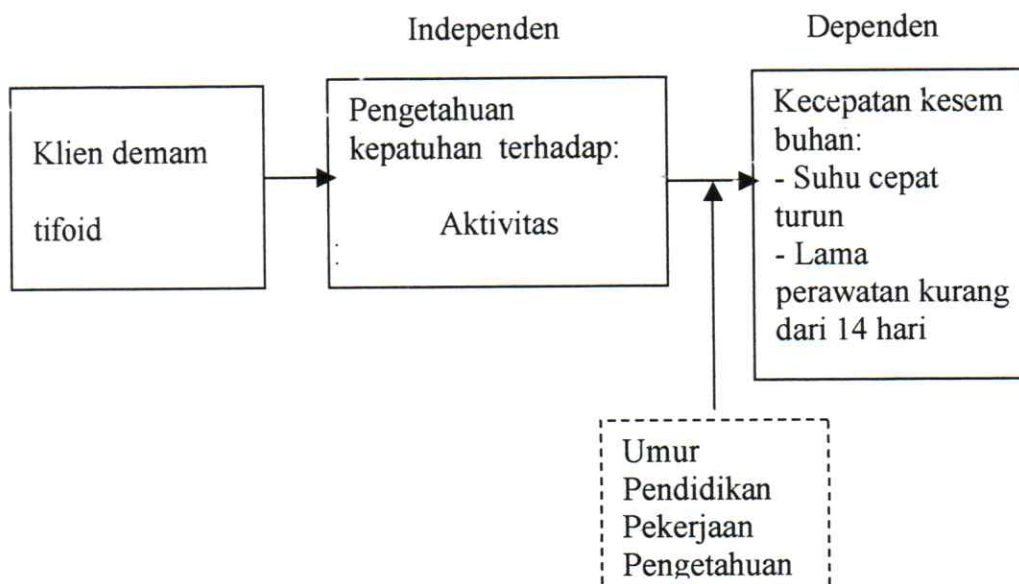 Independen
Dependen
Klien demam
tifoid
Pengetahuan
kepatuhan terhadap:
Aktivitas
:
Kecepatan kesem
buhan:
- Suhu cepat
turun
- Lama
perawatan kurang
dari 14 hari
Umur
Pendidikan
Pekerjaan
Pengetahuan